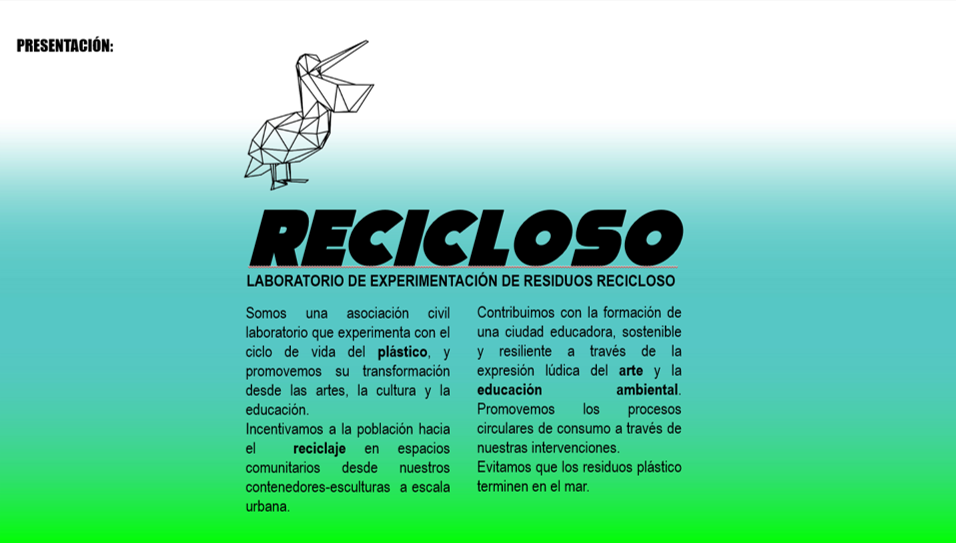 PRESENTACIÓN:
RECICLOSO
LABORATORIO DE EXPERIMENTACIÓN DE RESIDUOS RECICLOSO
Somos una asociación civil
laboratorio que experimenta con el
ciclo de vida del plástico, y
promovemos su transformación
desde las artes, la cultura y la
educación.
Incentivamos a la población hacia
el reciclaje en espacios
comunitarios desde nuestros
contenedores-esculturas a escala
urbana.
Contribuimos con la formación de
una ciudad educadora, sostenible
y resiliente a través de la
expresión lúdica del arte y la
educación ambiental.
Promovemos los procesos
circulares de consumo a través de
nuestras intervenciones.
Evitamos que los residuos plástico
terminen en el mar.